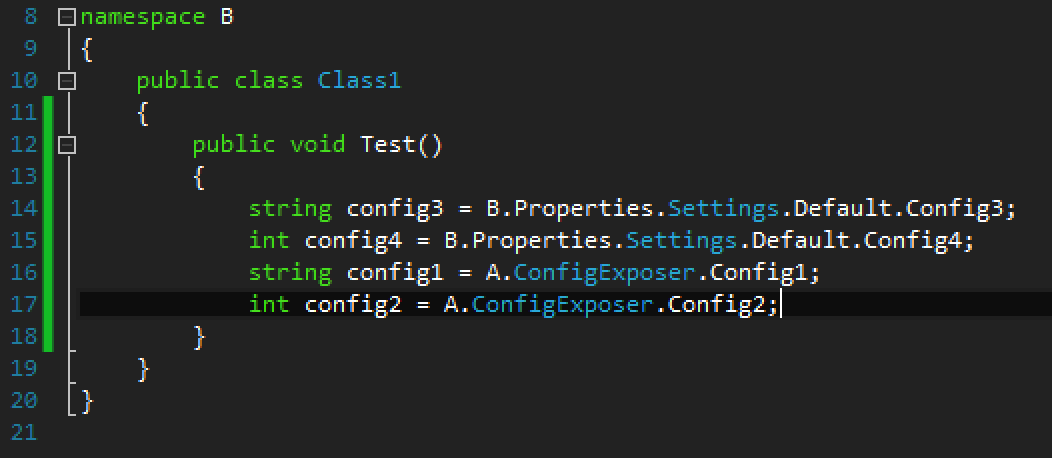 8 namespace B
9 {
10     public class Class1
11     {
12         public void Test()
13         {
14             string config3 = B.Properties.Settings.Default.Config3;
15             int config4 = B.Properties.Settings.Default.Config4;
16             string config1 = A.ConfigExposer.Config1;
17             int config2 = A.ConfigExposer.Config2;
18         }
19     }
20 }
21